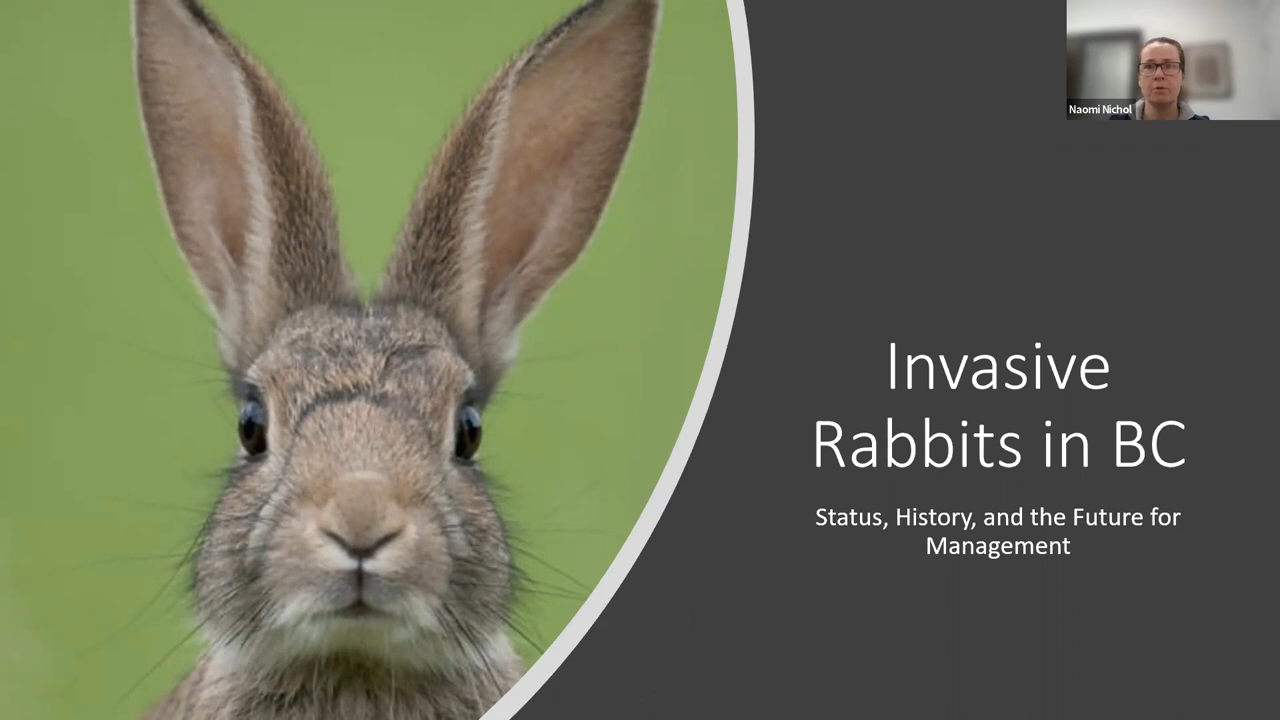 Naomi Nichol
Invasive
Rabbits in BC
Status, History, and the Future for
Management